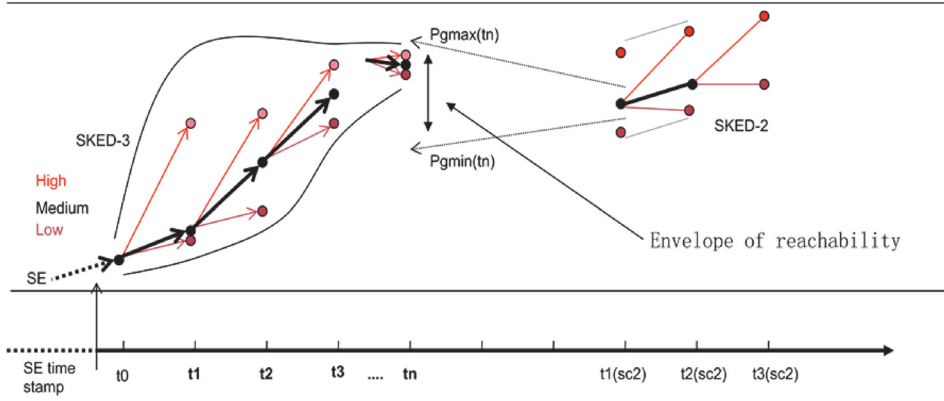 Pgmax(tn)
SKED-3
SKED-2
High
Medium
Low
Pgmin(tn)
Envelope of reachability
SE
SE time
stamp
t0 t1 t2 t3 .... tn t1(sc2) t2(sc2) t3(sc2)